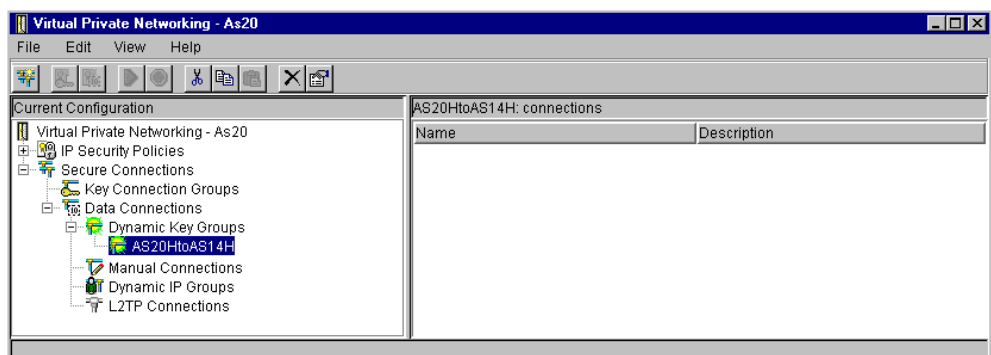 Virtual Private Networking - As20
File Edit View Help
Current Configuration
AS20HtoAS14H: connections
Virtual Private Networking - As20
Name Description
IP Security Policies
Secure Connections
Key Connection Groups
Data Connections
Dynamic Key Groups
AS20HtoAS14H
Manual Connections
Dynamic IP Groups
L2TP Connections